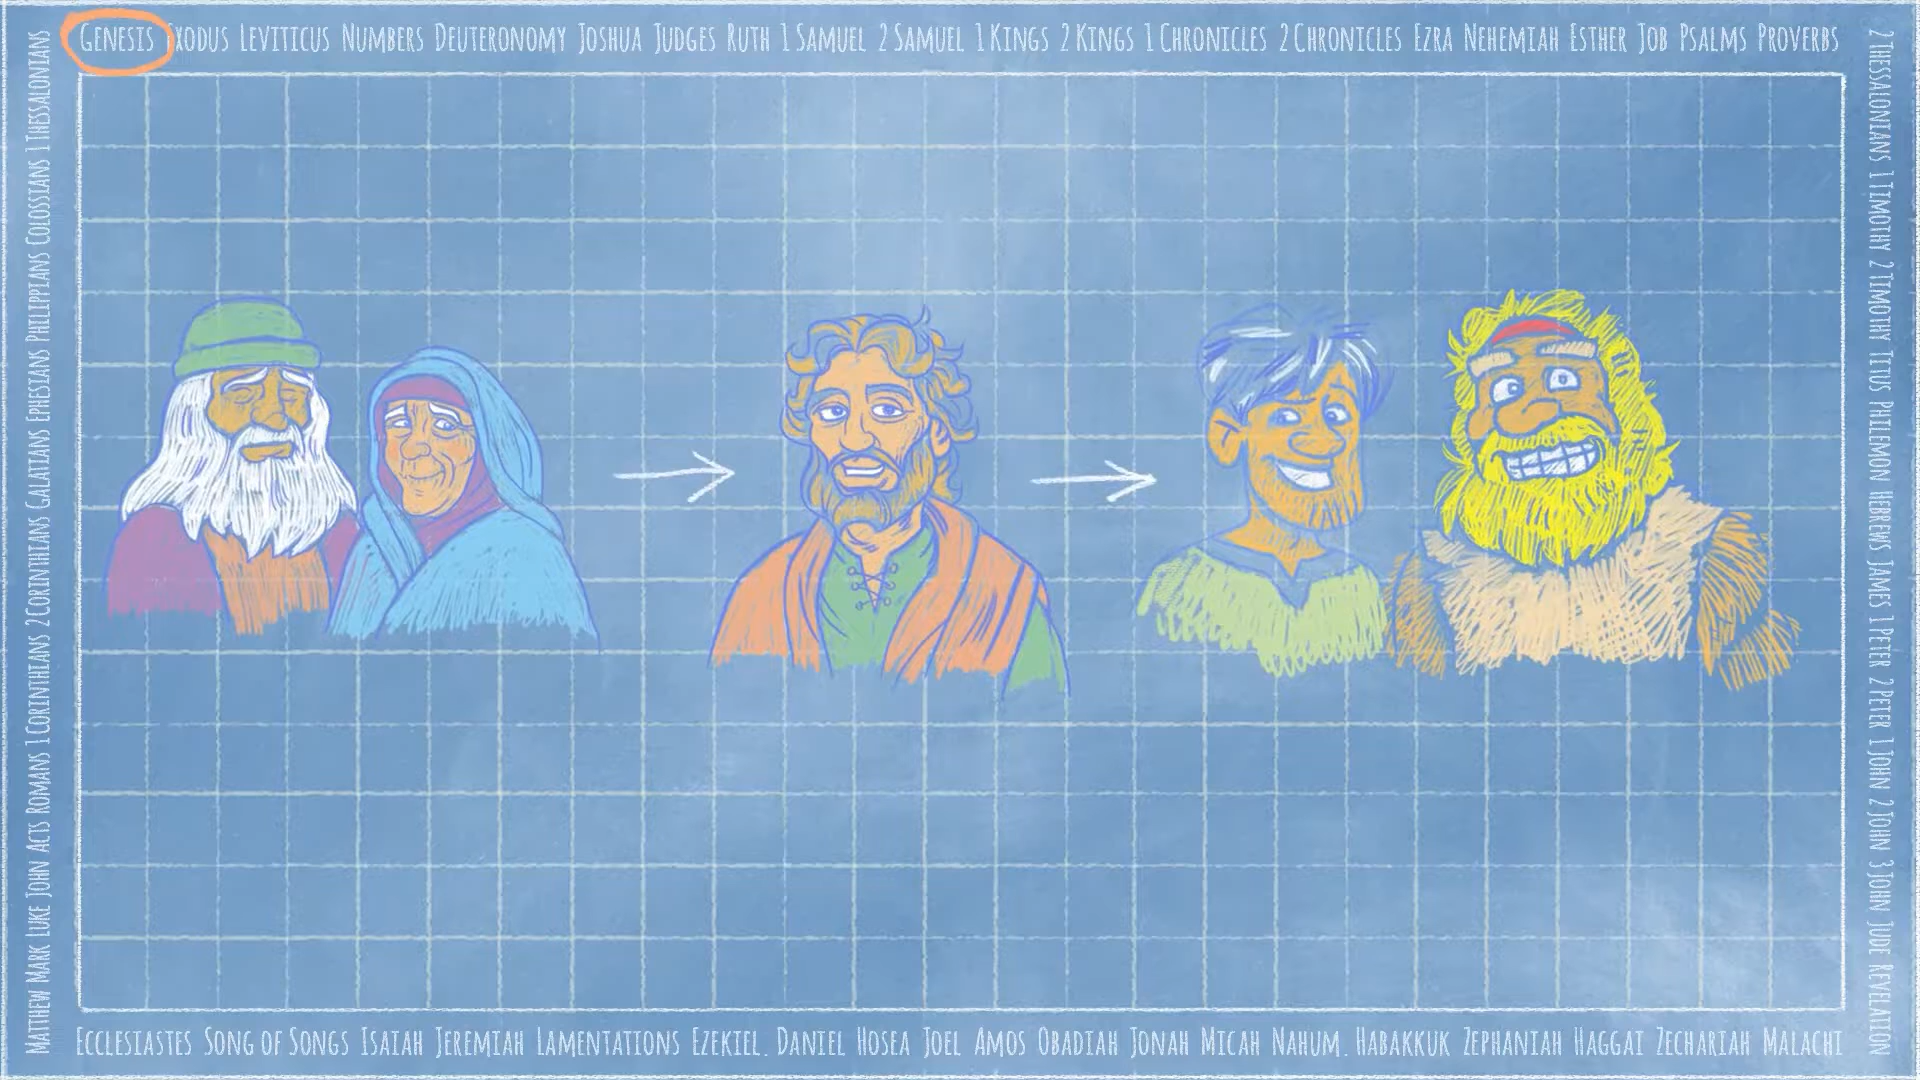 Genesis Exodus Leviticus Numbers Deuteronomy Joshua Judges Ruth 1 Samuel 2 Samuel 1 Kings 2 Kings 1 Chronicles 2 Chronicles Ezra Nehemiah Esther Job Psalms Proverbs
Ecclesiastes Song of Songs Isaiah Jeremiah Lamentations Ezekiel. Daniel Hosea Joel Amos Obadiah Jonah Micah Nahum. Habakkuk Zephaniah Haggai Zechariah Malachi
Matthew Mark Luke John Acts Romans 1 Corinthians 2 Corinthians Galatians Ephesians Philippians Colossians 1 Thessalonians
2 Thessalonians 1 Timothy 2 Timothy Titus Philemon Hebrews James 1 Peter 2 Peter 1 John 2 John 3 John Jude Revelation